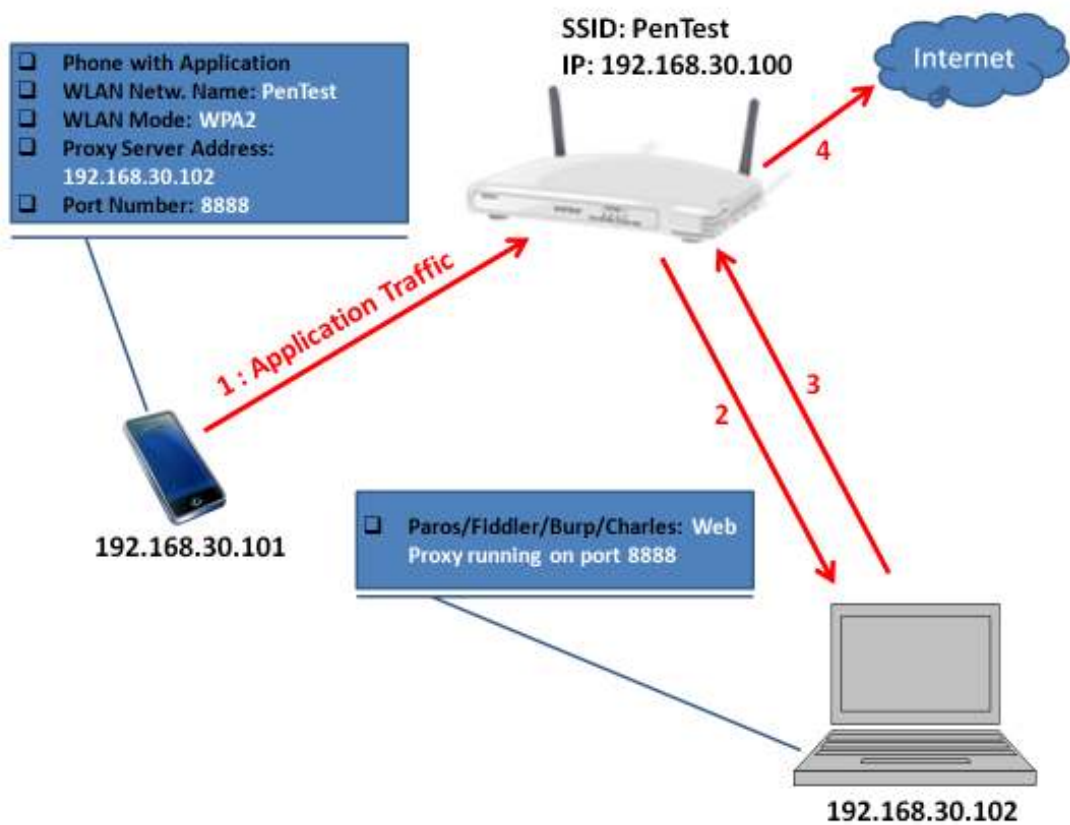 SSID: PenTest
IP: 192.168.30.100
Internet
Phone with Application
WLAN Netw. Name: PenTest
WLAN Mode: WPA2
Proxy Server Address:
192.168.30.102
Port Number: 8888
4
1 : Application Traffic
3
2
192.168.30.101
Paros/Fiddler/Burp/Charles: Web
Proxy running on port 8888
192.168.30.102